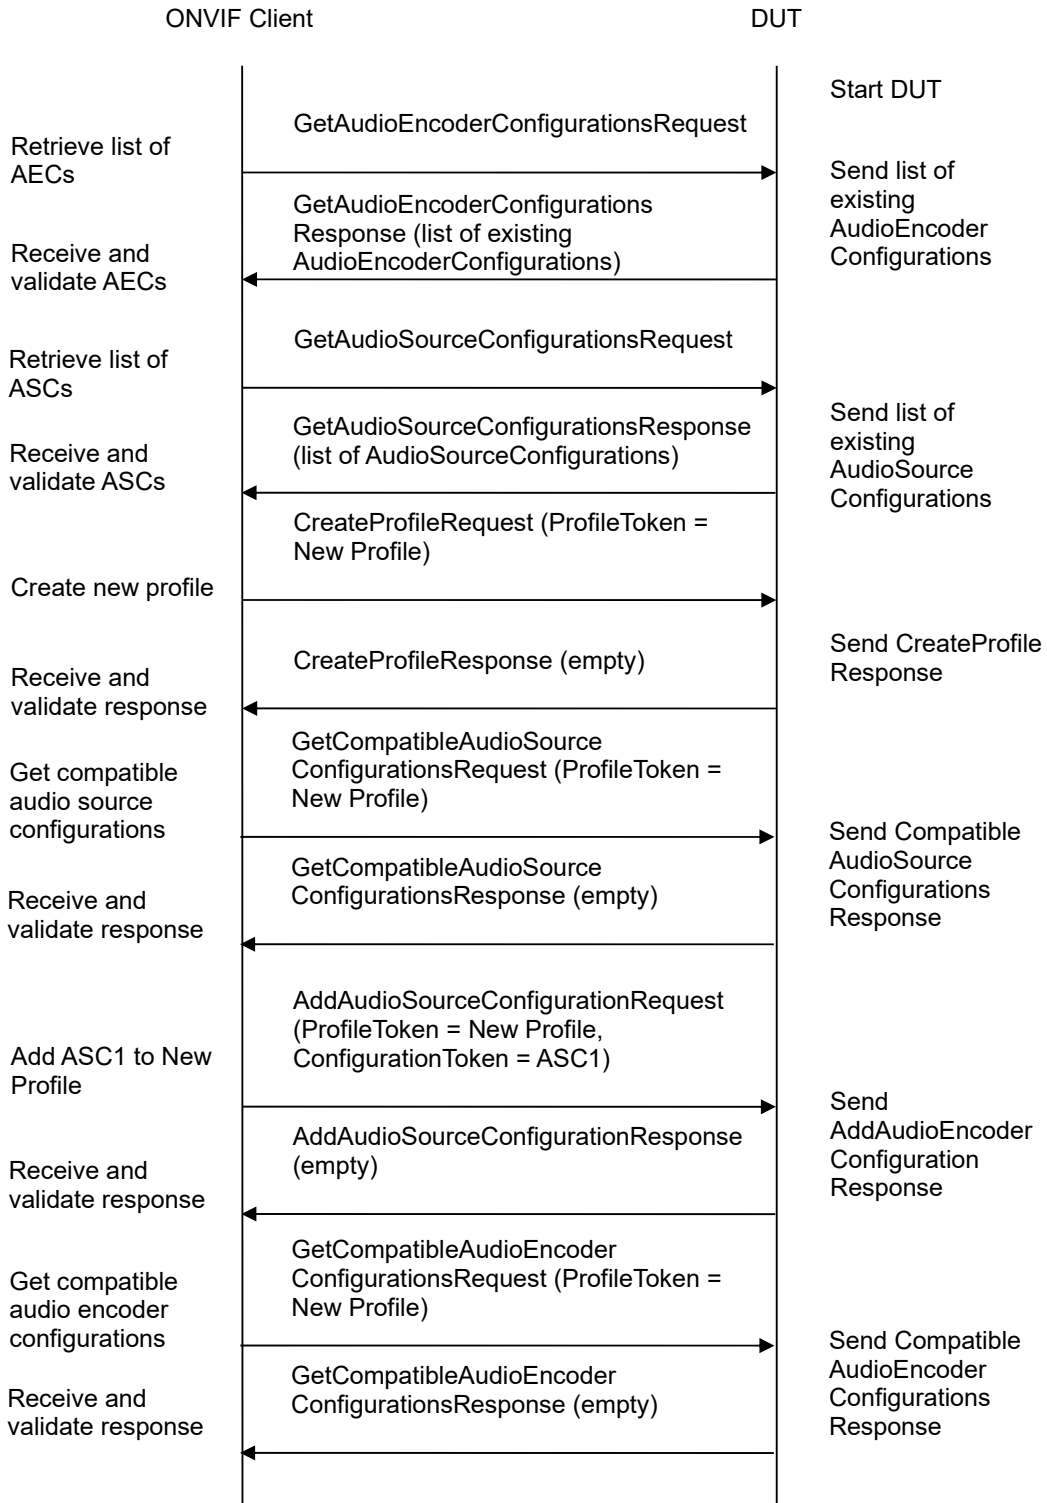 ONVIF Client
DUT
Start DUT
GetAudioEncoderConfigurationsRequest
Retrieve list of
AECs
Send list of
existing
AudioEncoder
Configurations
GetAudioEncoderConfigurations
Response (list of existing
AudioEncoderConfigurations)
Receive and
validate AECs
GetAudioSourceConfigurationsRequest
Retrieve list of
ASCs
Send list of
existing
AudioSource
Configurations
GetAudioSourceConfigurationsResponse
(list of AudioSourceConfigurations)
Receive and
validate ASCs
CreateProfileRequest (ProfileToken =
New Profile)
Create new profile
Send CreateProfile
Response
CreateProfileResponse (empty)
Receive and
validate response
GetCompatibleAudioSource
ConfigurationsRequest (ProfileToken =
New Profile)
Get compatible
audio source
configurations
Send Compatible
AudioSource
Configurations
Response
GetCompatibleAudioSource
ConfigurationsResponse (empty)
Receive and
validate response
AddAudioSourceConfigurationRequest
(ProfileToken = New Profile,
ConfigurationToken = ASC1)
Add ASC1 to New
Profile
Send
AddAudioEncoder
Configuration
Response
AddAudioSourceConfigurationResponse
(empty)
Receive and
validate response
GetCompatibleAudioEncoder
ConfigurationsRequest (ProfileToken =
New Profile)
Get compatible
audio encoder
configurations
Send Compatible
AudioEncoder
Configurations
Response
GetCompatibleAudioEncoder
ConfigurationsResponse (empty)
Receive and
validate response